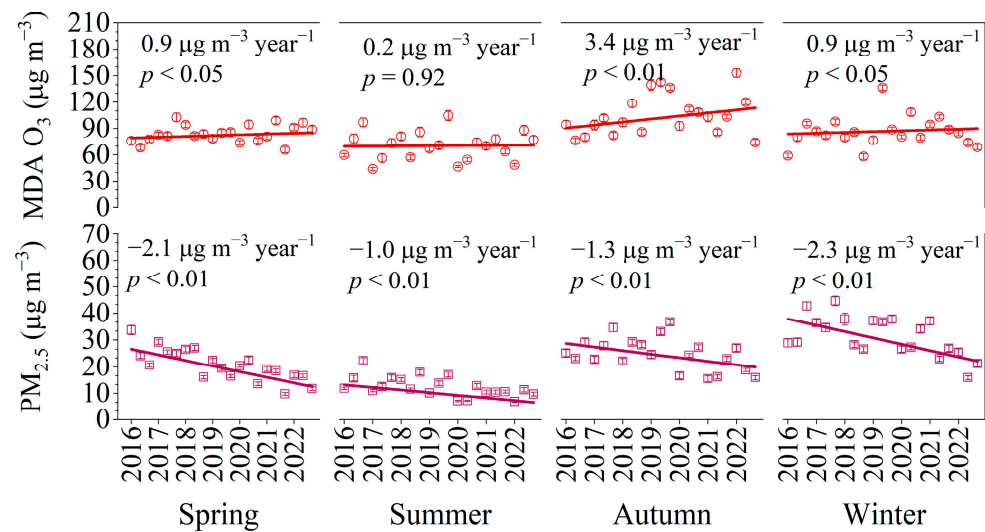 MDA O₃ (μg m⁻³)
210
180
150
120
90
60
30
0
0.9 μg m⁻³ year⁻¹
p < 0.05
0.2 μg m⁻³ year⁻¹
p = 0.92
3.4 μg m⁻³ year⁻¹
p < 0.01
0.9 μg m⁻³ year⁻¹
p < 0.05
PM₂.₅ (μg m⁻³)
70
60
50
40
30
20
10
0
−2.1 μg m⁻³ year⁻¹
p < 0.01
−1.0 μg m⁻³ year⁻¹
p < 0.01
−1.3 μg m⁻³ year⁻¹
p < 0.01
−2.3 μg m⁻³ year⁻¹
p < 0.01
2016 2017 2018 2019 2020 2021 2022
2016 2017 2018 2019 2020 2021 2022
2016 2017 2018 2019 2020 2021 2022
2016 2017 2018 2019 2020 2021 2022
Spring Summer Autumn Winter